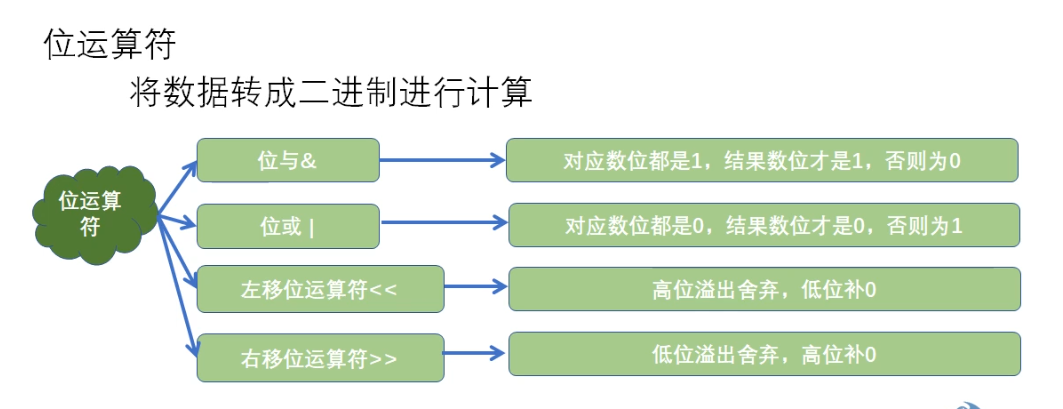 位运算符
将数据转成二进制进行计算
位运算
符
位与&
对应数位都是1，结果数位才是1，否则为0
位或 |
对应数位都是0，结果数位才是0，否则为1
左移位运算符<<
高位溢出舍弃，低位补0
右移位运算符>>
低位溢出舍弃，高位补0